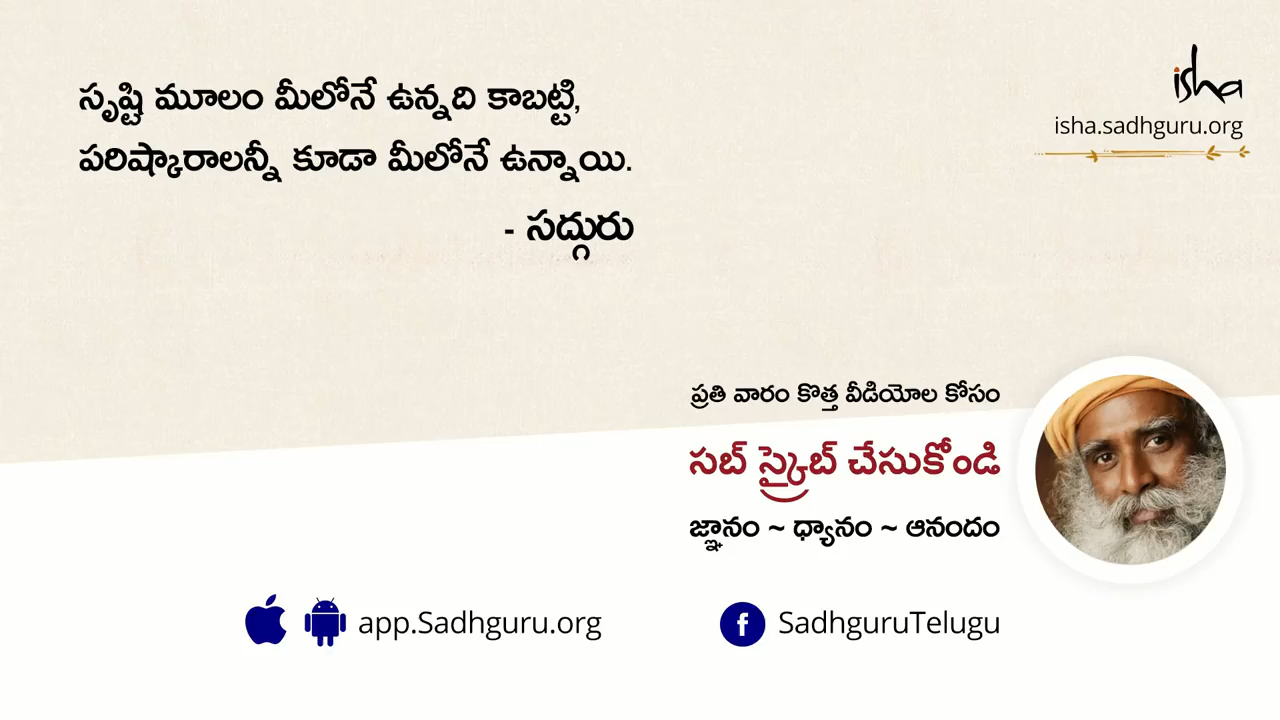 సృష్టి మూలం మీలోనే ఉన్నది కాబట్టి,
పరిష్కారాలన్నీ కూడా మీలోనే ఉన్నాయి.
- సద్గురు
isha
isha.sadhguru.org
ప్రతి వారం కొత్త వీడియోల కోసం
సబ్ స్క్రైబ్ చేసుకోండి
జ్ఞానం ~ ధ్యానం ~ ఆనందం
app.Sadhguru.org
SadhguruTelugu